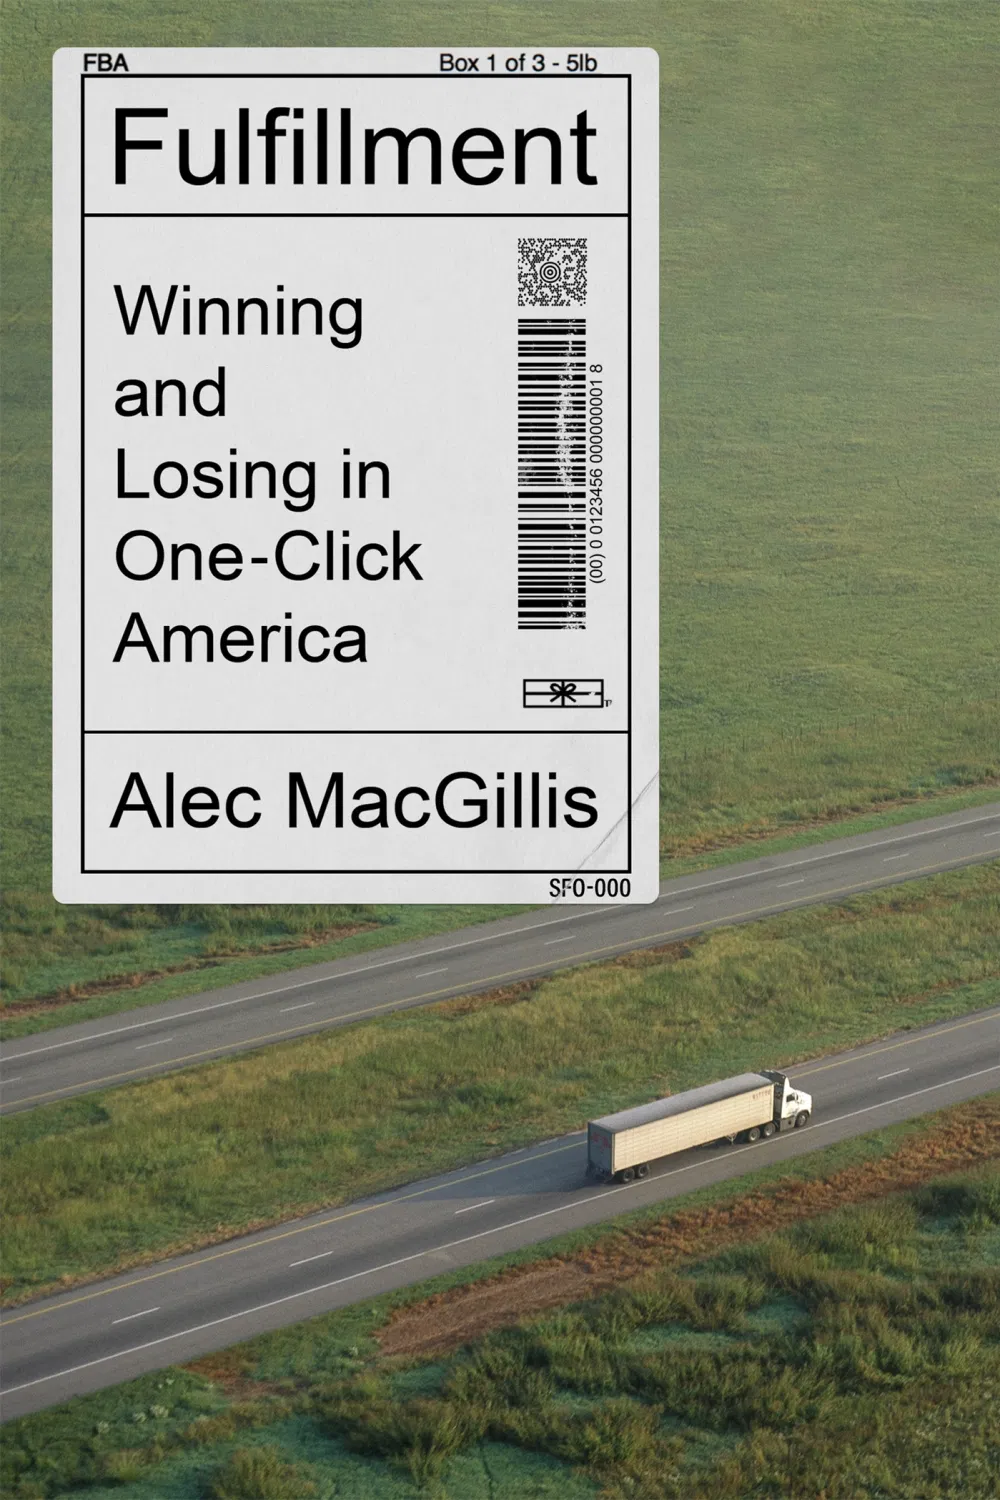 FBA
Box 1 of 3 - 5lb
Fulfillment
Winning
and
Losing in
One-Click
America
(00) 0 0123456 000000001 8
Alec MacGillis
SFO-000